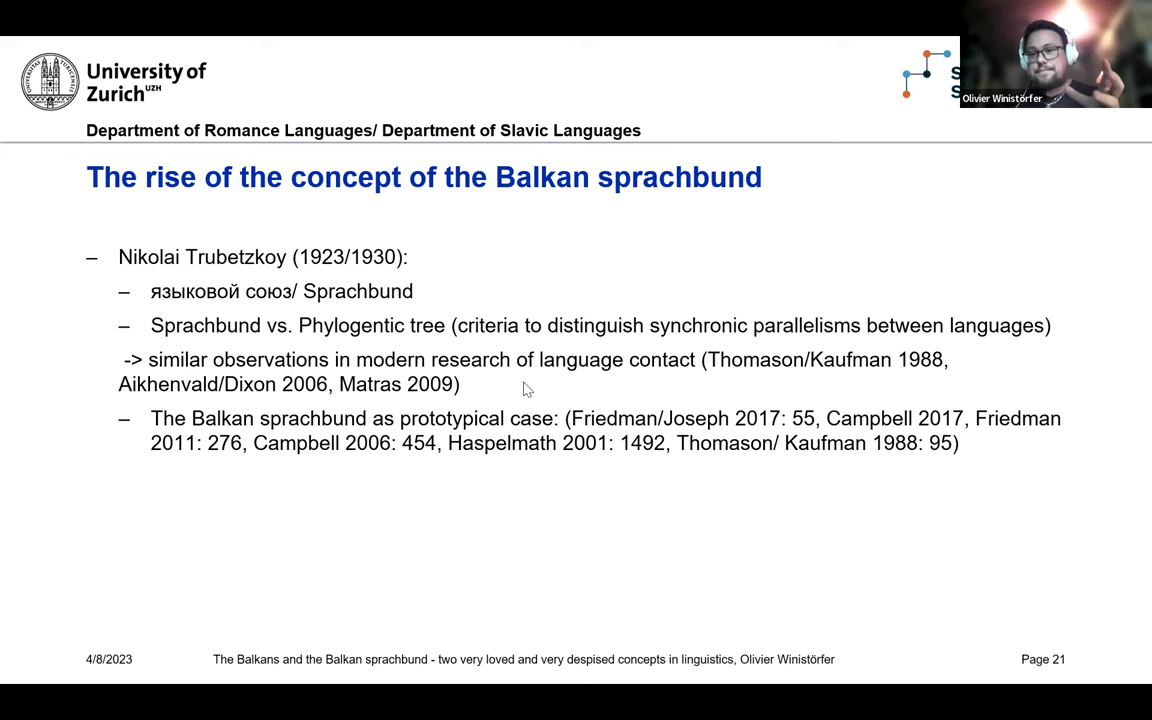 University of
Zurich UZH
S
S
Olivier Winistörfer
Department of Romance Languages/ Department of Slavic Languages
The rise of the concept of the Balkan sprachbund
– Nikolai Trubetzkoy (1923/1930):
– языковой союз/ Sprachbund
– Sprachbund vs. Phylogentic tree (criteria to distinguish synchronic parallelisms between languages)
-> similar observations in modern research of language contact (Thomason/Kaufman 1988,
Aikhenvald/Dixon 2006, Matras 2009)
– The Balkan sprachbund as prototypical case: (Friedman/Joseph 2017: 55, Campbell 2017, Friedman
2011: 276, Campbell 2006: 454, Haspelmath 2001: 1492, Thomason/ Kaufman 1988: 95)
4/8/2023 The Balkans and the Balkan sprachbund - two very loved and very despised concepts in linguistics, Olivier Winistörfer Page 21